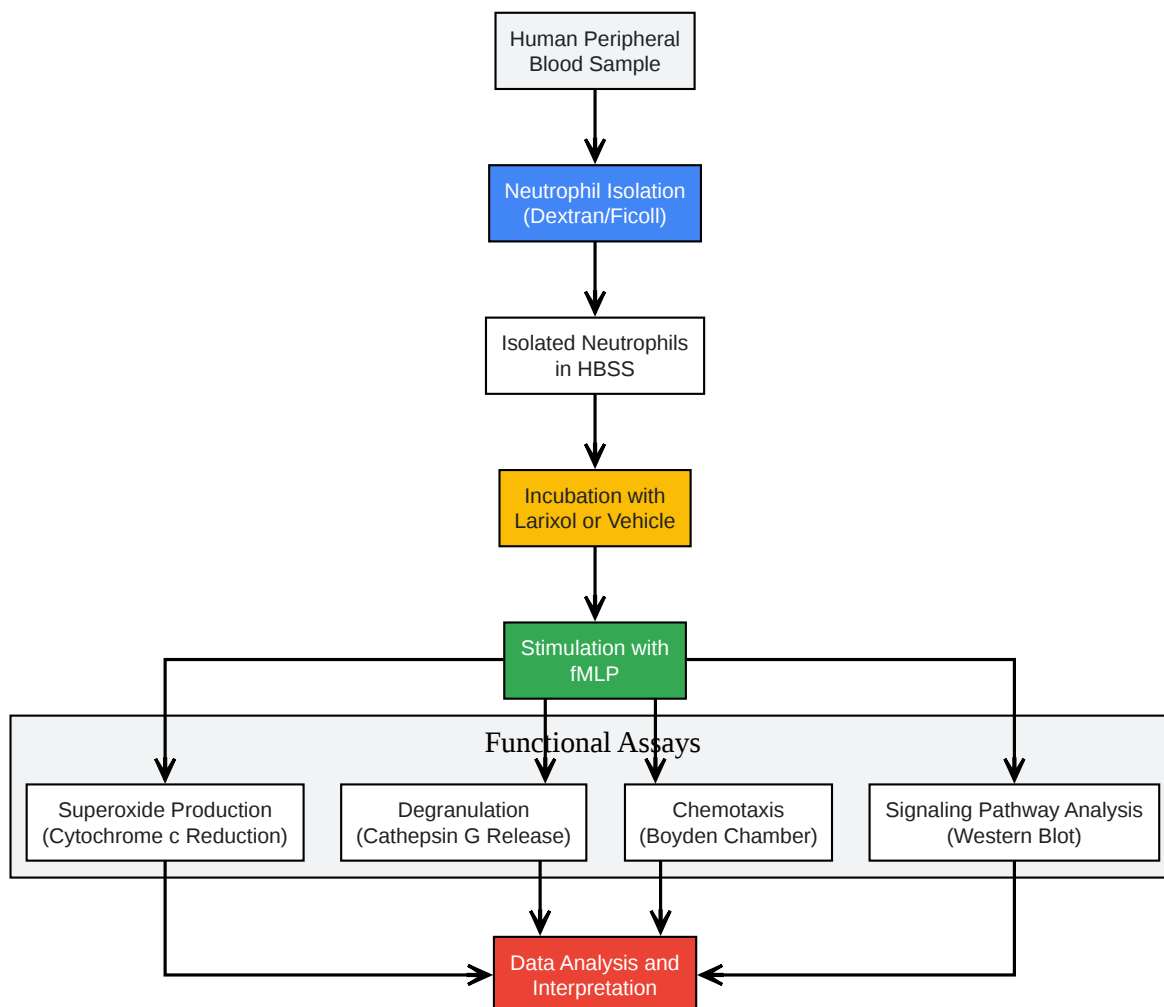 Human Peripheral
Blood Sample
Neutrophil Isolation
(Dextran/Ficoll)
Isolated Neutrophils
in HBSS
Incubation with
Larixol or Vehicle
Stimulation with
fMLP
Functional Assays
Superoxide Production
(Cytochrome c Reduction)
Degranulation
(Cathepsin G Release)
Chemotaxis
(Boyden Chamber)
Signaling Pathway Analysis
(Western Blot)
Data Analysis and
Interpretation